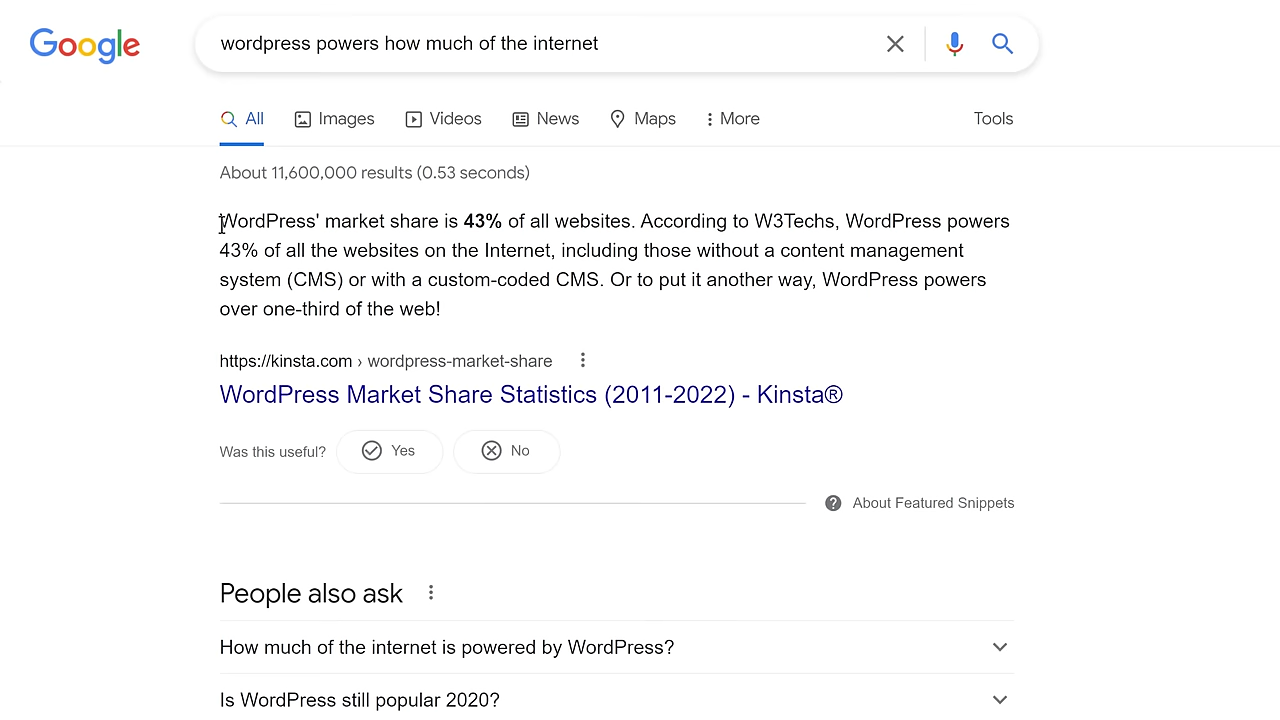 Google
wordpress powers how much of the internet
All Images Videos News Maps More Tools
About 11,600,000 results (0.53 seconds)
WordPress' market share is 43% of all websites. According to W3Techs, WordPress powers
43% of all the websites on the Internet, including those without a content management
system (CMS) or with a custom-coded CMS. Or to put it another way, WordPress powers
over one-third of the web!
https://kinsta.com › wordpress-market-share
WordPress Market Share Statistics (2011-2022) - Kinsta®
Was this useful? Yes No
About Featured Snippets
People also ask
How much of the internet is powered by WordPress?
Is WordPress still popular 2020?